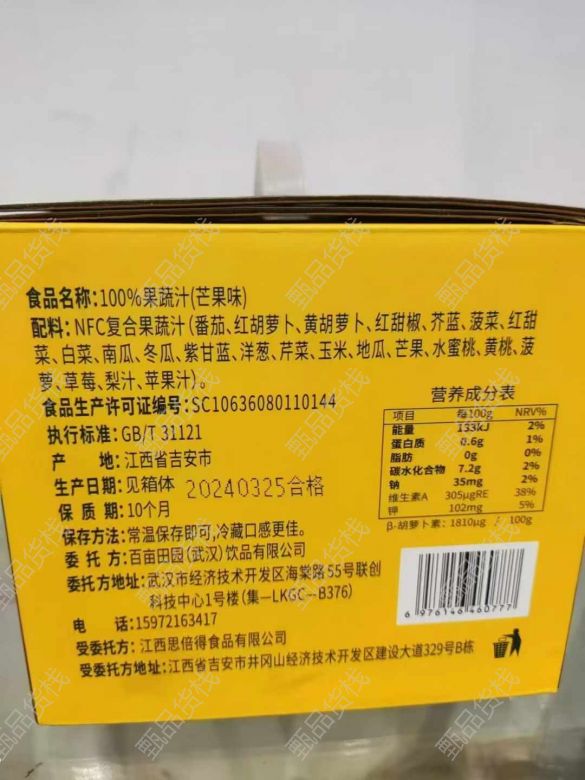 食品名称:100%果蔬汁(芒果味)
配料:NFC复合果蔬汁(番茄、红胡萝卜、黄胡萝卜、红甜椒、芥蓝、菠菜、红甜
菜、白菜、南瓜、冬瓜、紫甘蓝、洋葱、芹菜、玉米、地瓜、芒果、水蜜桃、黄桃、菠
萝、草莓、梨汁、苹果汁)。
食品生产许可证编号:SC10636080110144
执行标准:GB/T 31121
产 地:江西省吉安市
生产日期:见箱体 20240325合格
保 质 期:10个月
保存方法:常温保存即可,冷藏口感更佳。
委 托 方:百亩田园(武汉)饮品有限公司
委托方地址:武汉市经济技术开发区海棠路55号联创
科技中心1号楼(集—LKGC—B376)
电 话:15972163417
受委托方:江西思倍得食品有限公司
受委托方地址:江西省吉安市井冈山经济技术开发区建设大道329号B栋
营养成分表
项目 每100g NRV%
能量 133kJ 2%
蛋白质 0.6g 1%
脂肪 0g 0%
碳水化合物 7.2g 2%
钠 35mg 2%
维生素A 305µgRE 38%
钾 102mg 5%
β-胡萝卜素:1810µg / 100g
6 976146 460777
甄品货栈